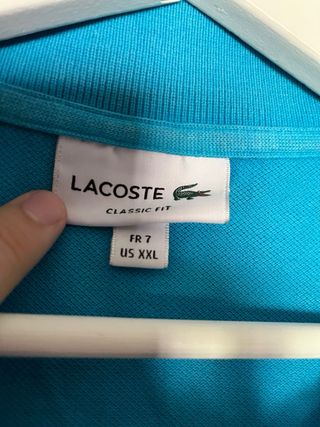 LACOSTE
CLASSIC FIT
FR 7
US XXL